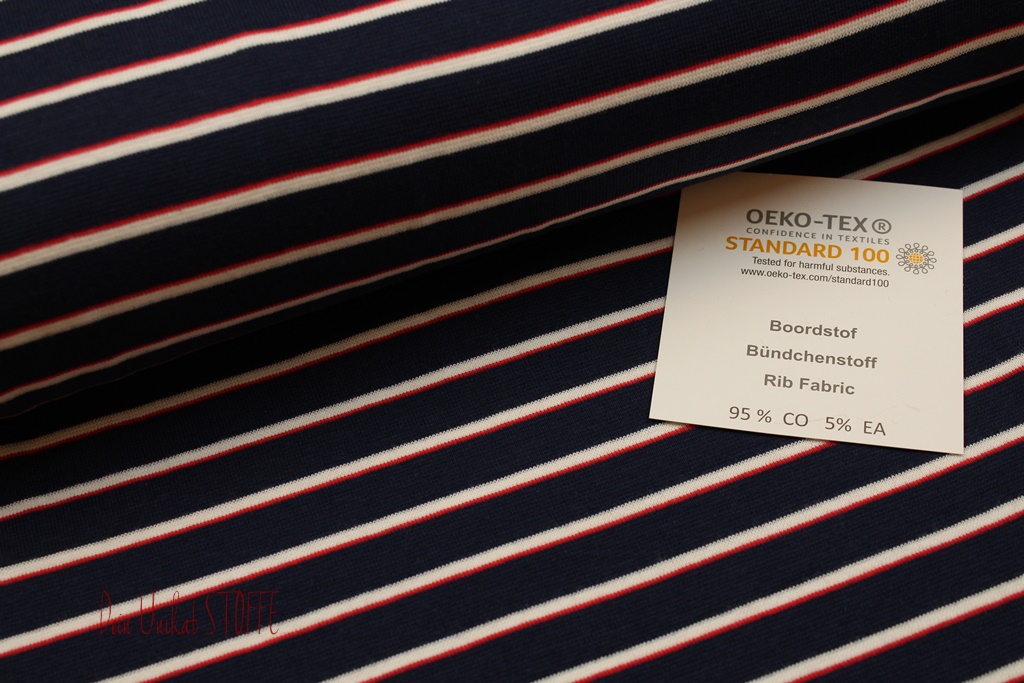 OEKO-TEX®
CONFIDENCE IN TEXTILES
STANDARD 100
Tested for harmful substances.
www.oeko-tex.com/standard100
Boordstof
Bündchenstoff
Rib Fabric
95 % CO 5% EA
Dein Unikat STOFFE